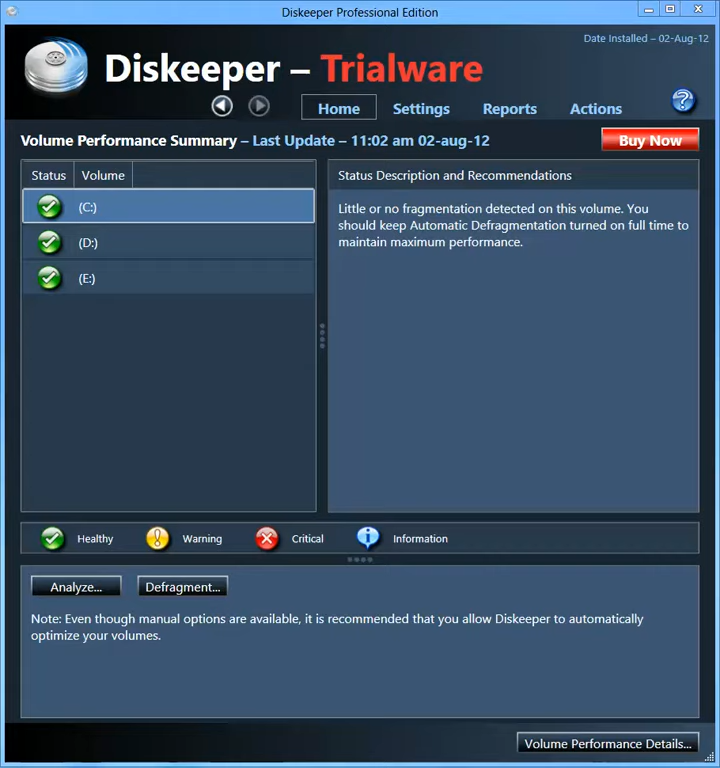 Diskeeper Professional Edition
Date Installed – 02-Aug-12
Diskeeper – Trialware
Home Settings Reports Actions
Volume Performance Summary – Last Update – 11:02 am 02-aug-12
Buy Now
Status Volume
(C:)
(D:)
(E:)
Status Description and Recommendations
Little or no fragmentation detected on this volume. You
should keep Automatic Defragmentation turned on full time to
maintain maximum performance.
Healthy Warning Critical Information
Analyze... Defragment...
Note: Even though manual options are available, it is recommended that you allow Diskeeper to automatically
optimize your volumes.
Volume Performance Details...